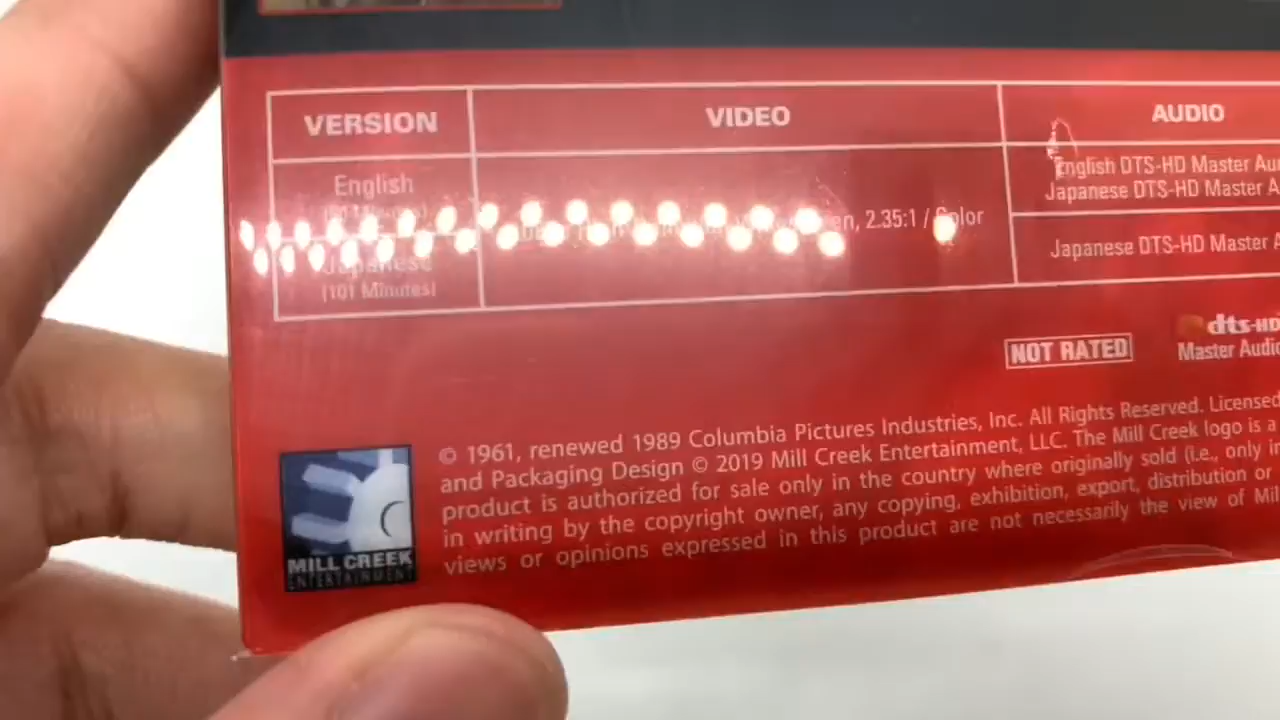 VERSION VIDEO AUDIO
English
English DTS-HD Master Au
Japanese DTS-HD Master A
2.35:1 / Color
Japanese
(101 Minutes)
Japanese DTS-HD Master A
NOT RATED
dts-HD
Master Audio
© 1961, renewed 1989 Columbia Pictures Industries, Inc. All Rights Reserved. Licensed
and Packaging Design © 2019 Mill Creek Entertainment, LLC. The Mill Creek logo is a
product is authorized for sale only in the country where originally sold (i.e., only in
in writing by the copyright owner, any copying, exhibition, export, distribution or
views or opinions expressed in this product are not necessarily the view of Mil
MILL CREEK
ENTERTAINMENT